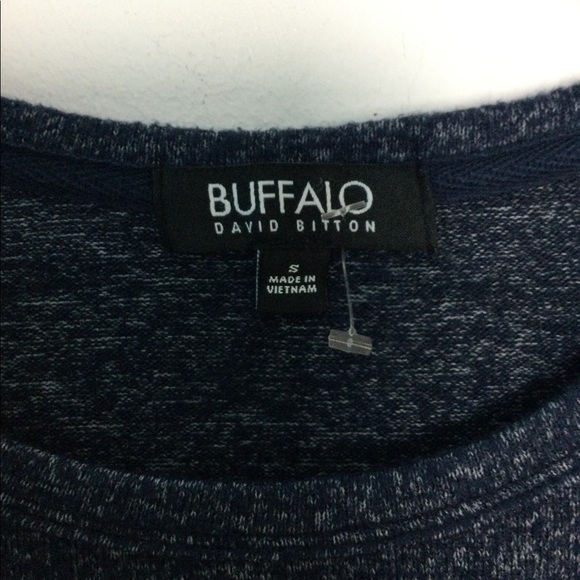 BUFFALO
DAVID BITTON
S
MADE IN
VIETNAM